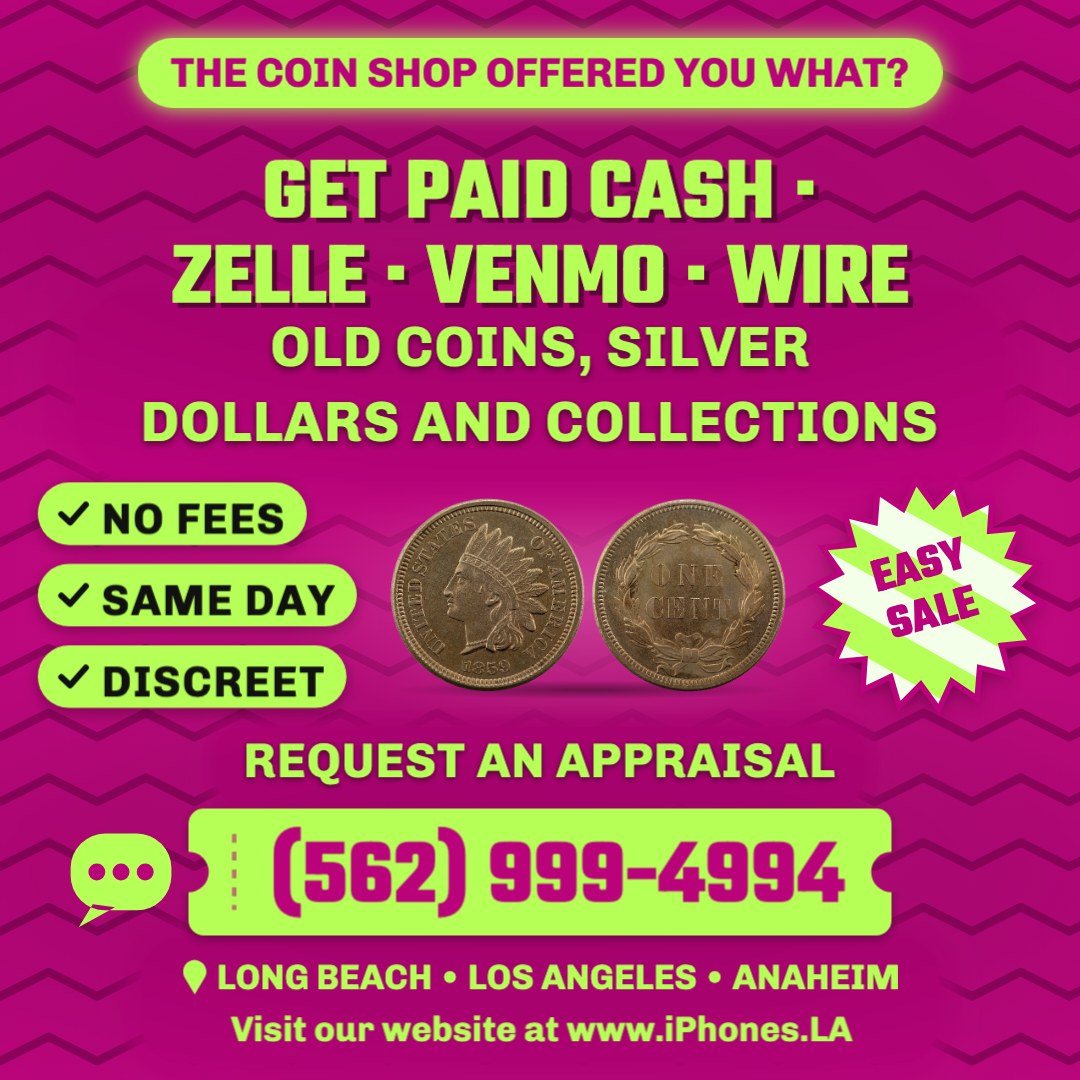 THE COIN SHOP OFFERED YOU WHAT?
GET PAID CASH ·
ZELLE · VENMO · WIRE
OLD COINS, SILVER
DOLLARS AND COLLECTIONS
✓ NO FEES
✓ SAME DAY
✓ DISCREET
UNITED STATES OF AMERICA
1859
ONE
CENT
EASY
SALE
REQUEST AN APPRAISAL
(562) 999-4994
LONG BEACH • LOS ANGELES • ANAHEIM
Visit our website at www.iPhones.LA